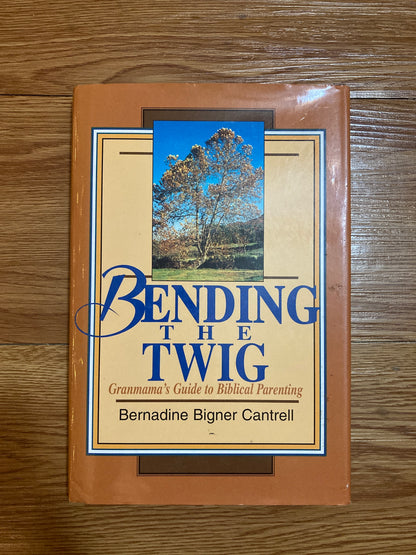 BENDING
THE
TWIG
Granmama's Guide to Biblical Parenting
Bernadine Bigner Cantrell